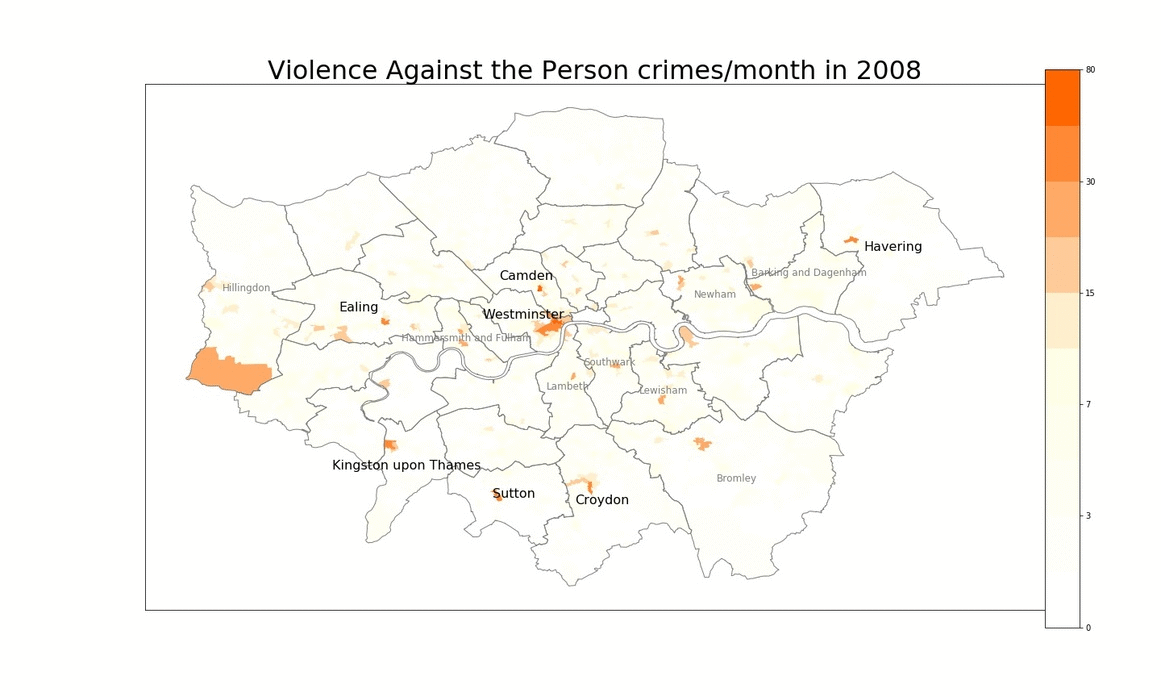 Violence Against the Person crimes/month in 2008
80
30
15
7
3
0
Havering
Camden
Barking and Dagenham
Hillingdon
Newham
Ealing
Westminster
Hammersmith and Fulham
Southwark
Lambeth
Lewisham
Kingston upon Thames
Bromley
Sutton
Croydon